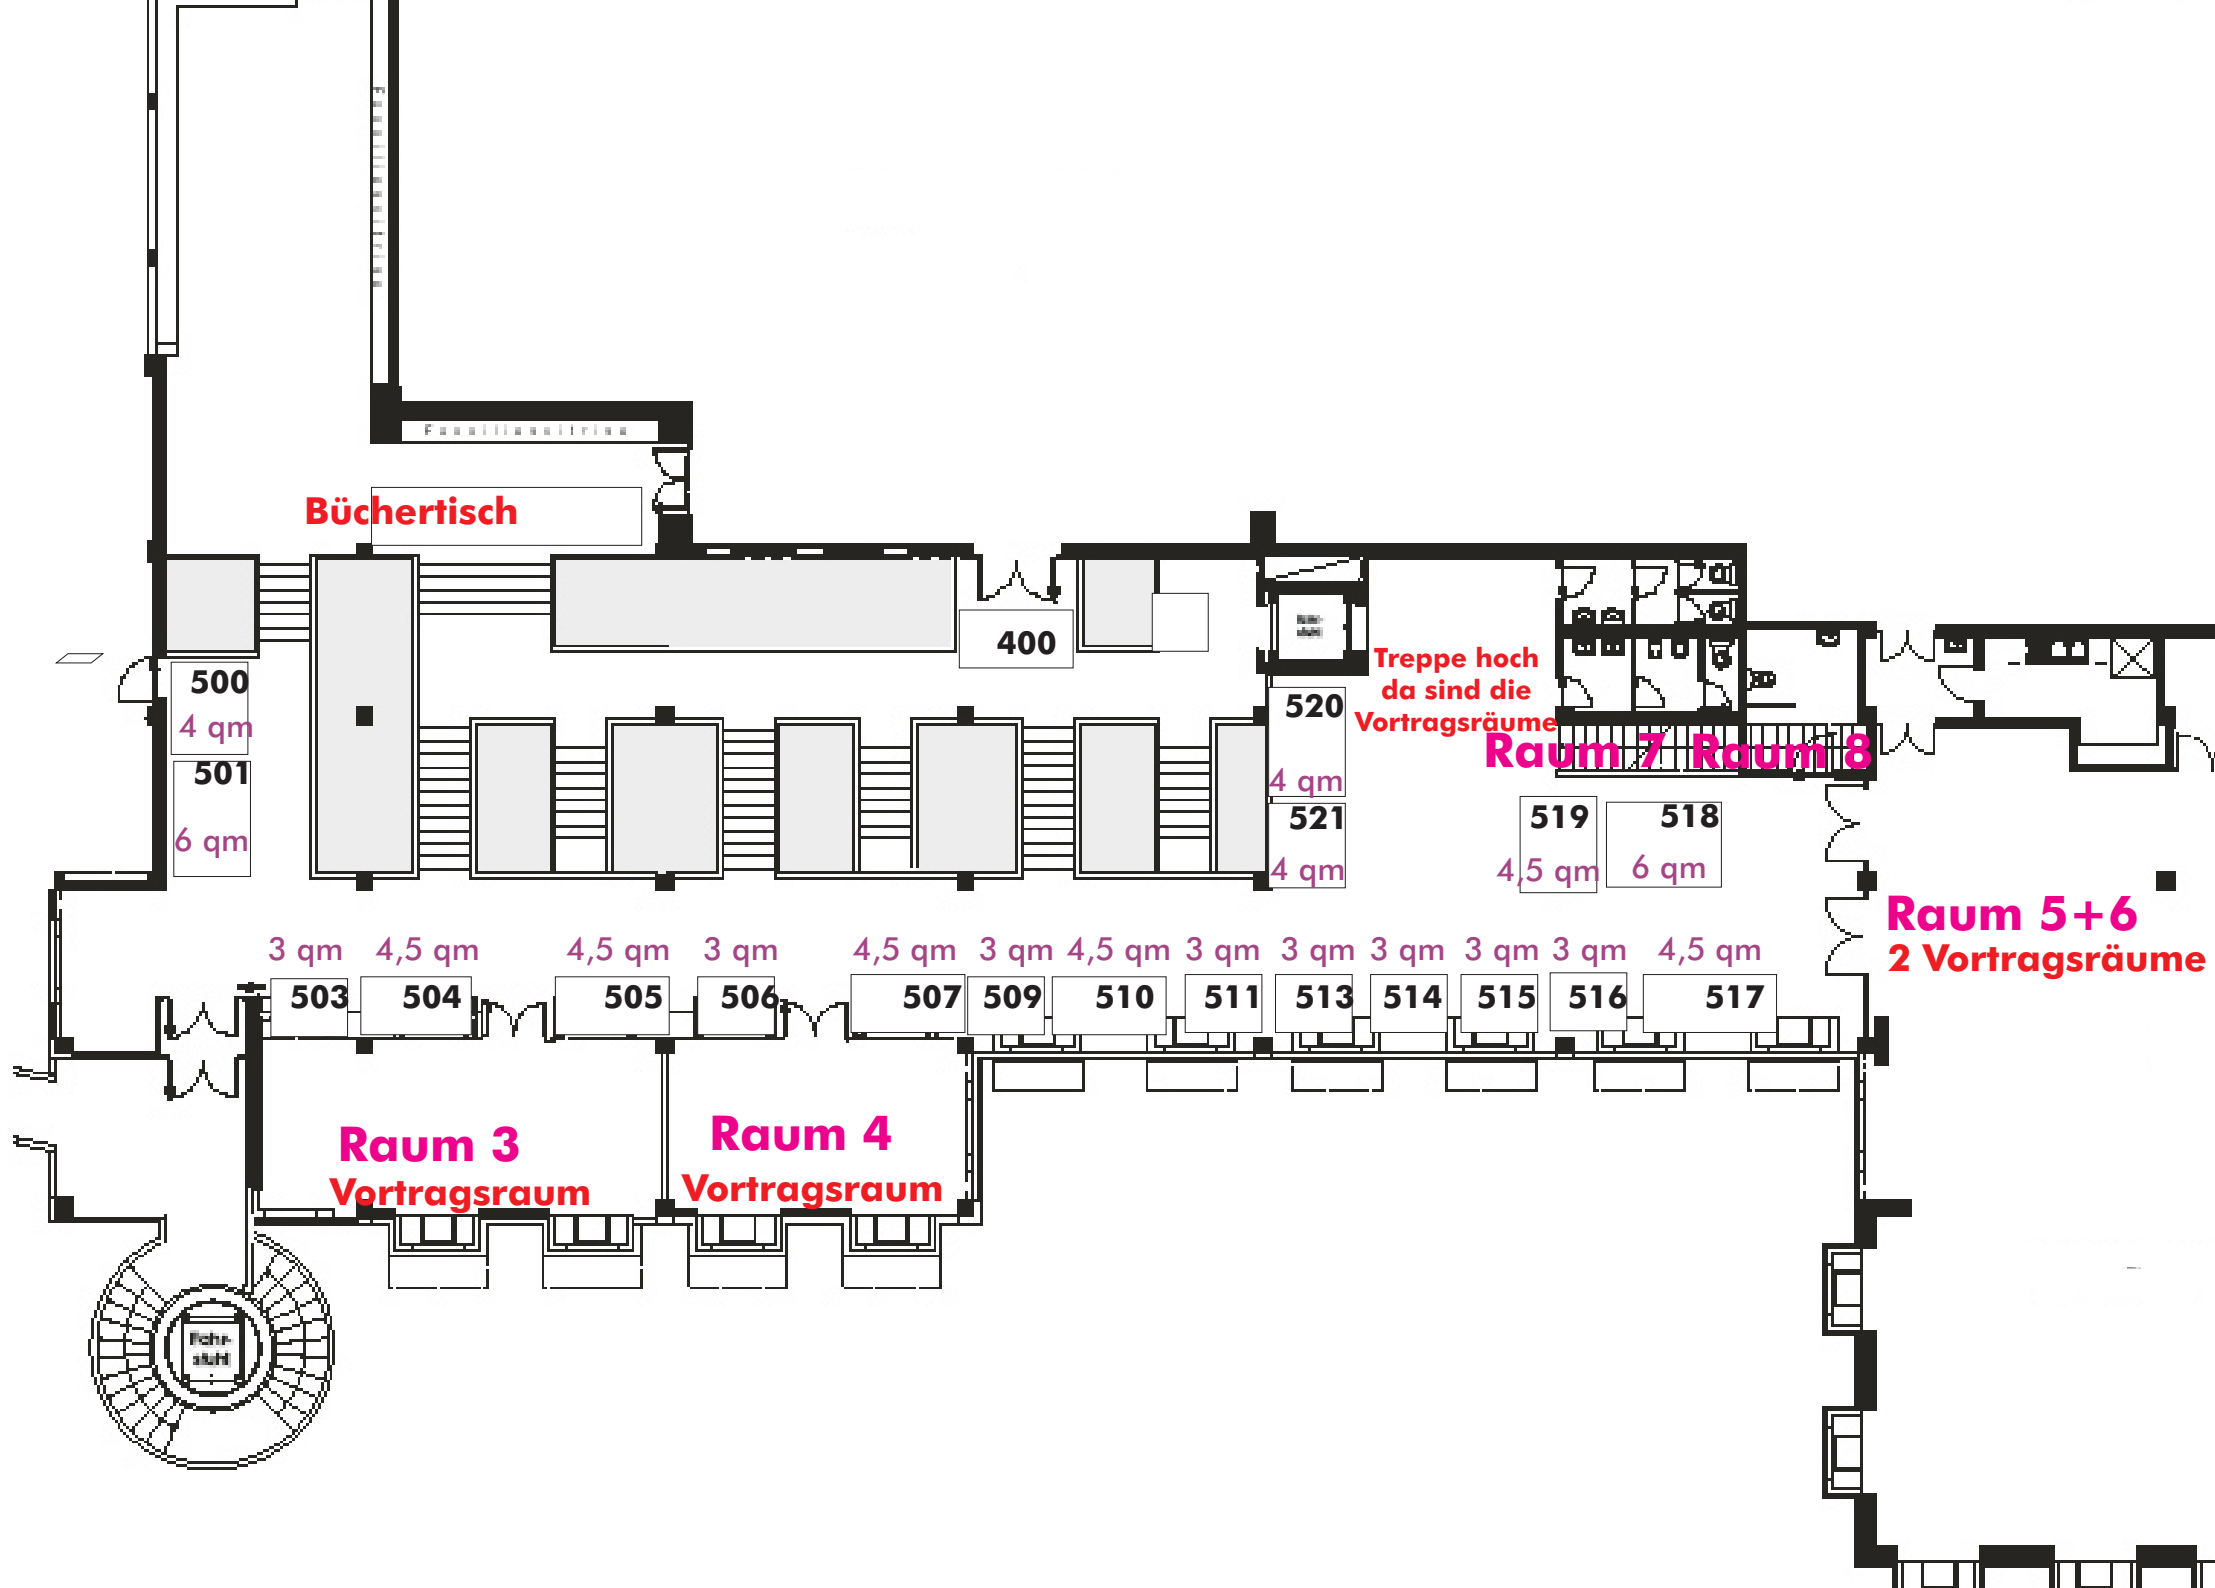 Büchertisch
400
500
4 qm
501
6 qm
Treppe hoch
da sind die
Vortragsräume
Raum 7
Raum 8
520
4 qm
521
4 qm
519
4,5 qm
518
6 qm
Raum 5+6
2 Vortragsräume
3 qm
4,5 qm
4,5 qm
3 qm
4,5 qm
3 qm
4,5 qm
3 qm
3 qm
3 qm
3 qm
3 qm
4,5 qm
503
504
505
506
507
509
510
511
513
514
515
516
517
Raum 3
Vortragsraum
Raum 4
Vortragsraum
Fahr-
stuhl